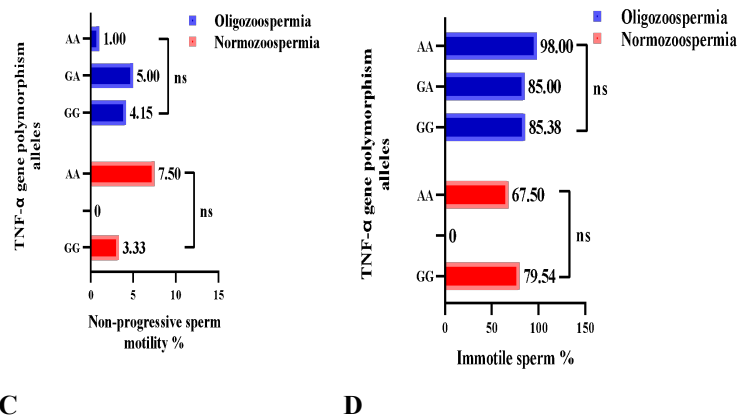 Oligozoospermia
Normozoospermia
TNF-α gene polymorphism
alleles
AA
1.00
GA
5.00
GG
4.15
ns
AA
7.50
0
GG
3.33
ns
0
5
10
15
Non-progressive sperm
motility %
C
Oligozoospermia
Normozoospermia
TNF-α gene polymorphism
alleles
AA
98.00
GA
85.00
GG
85.38
ns
AA
67.50
0
GG
79.54
ns
0
50
100
150
Immotile sperm %
D